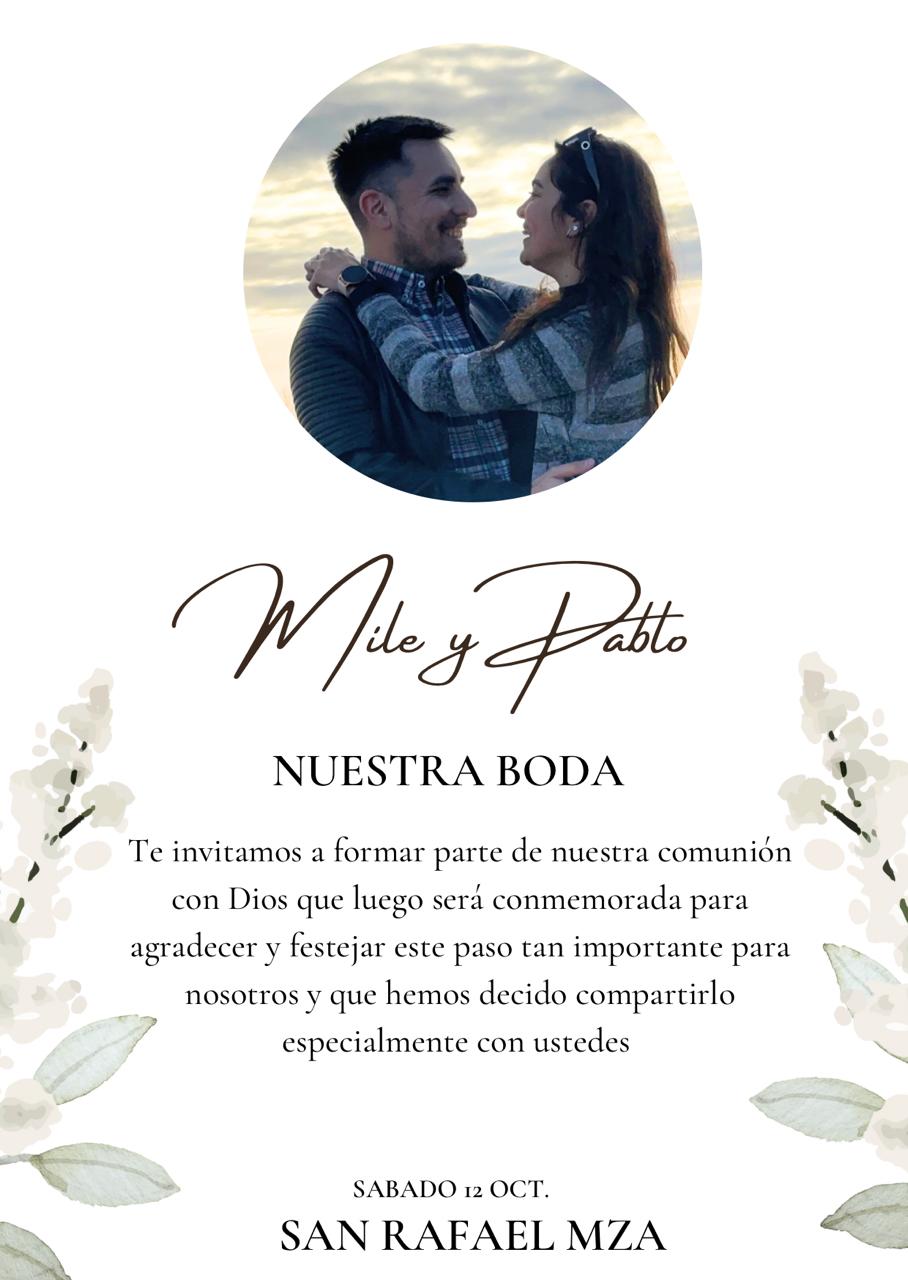 Mile y Pablo
NUESTRA BODA
Te invitamos a formar parte de nuestra comunión
con Dios que luego será conmemorada para
agradecer y festejar este paso tan importante para
nosotros y que hemos decido compartirlo
especialmente con ustedes
SABADO 12 OCT.
SAN RAFAEL MZA